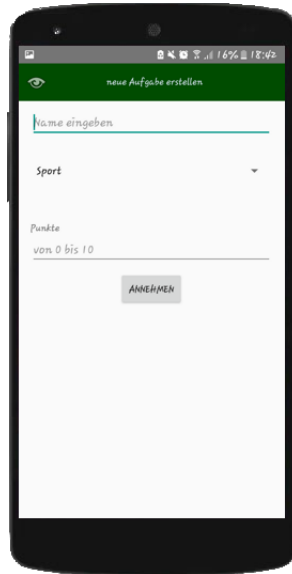 16% 18:42
neue Aufgabe erstellen
Name eingeben
Sport
Punkte
von 0 bis 10
ANNEHMEN